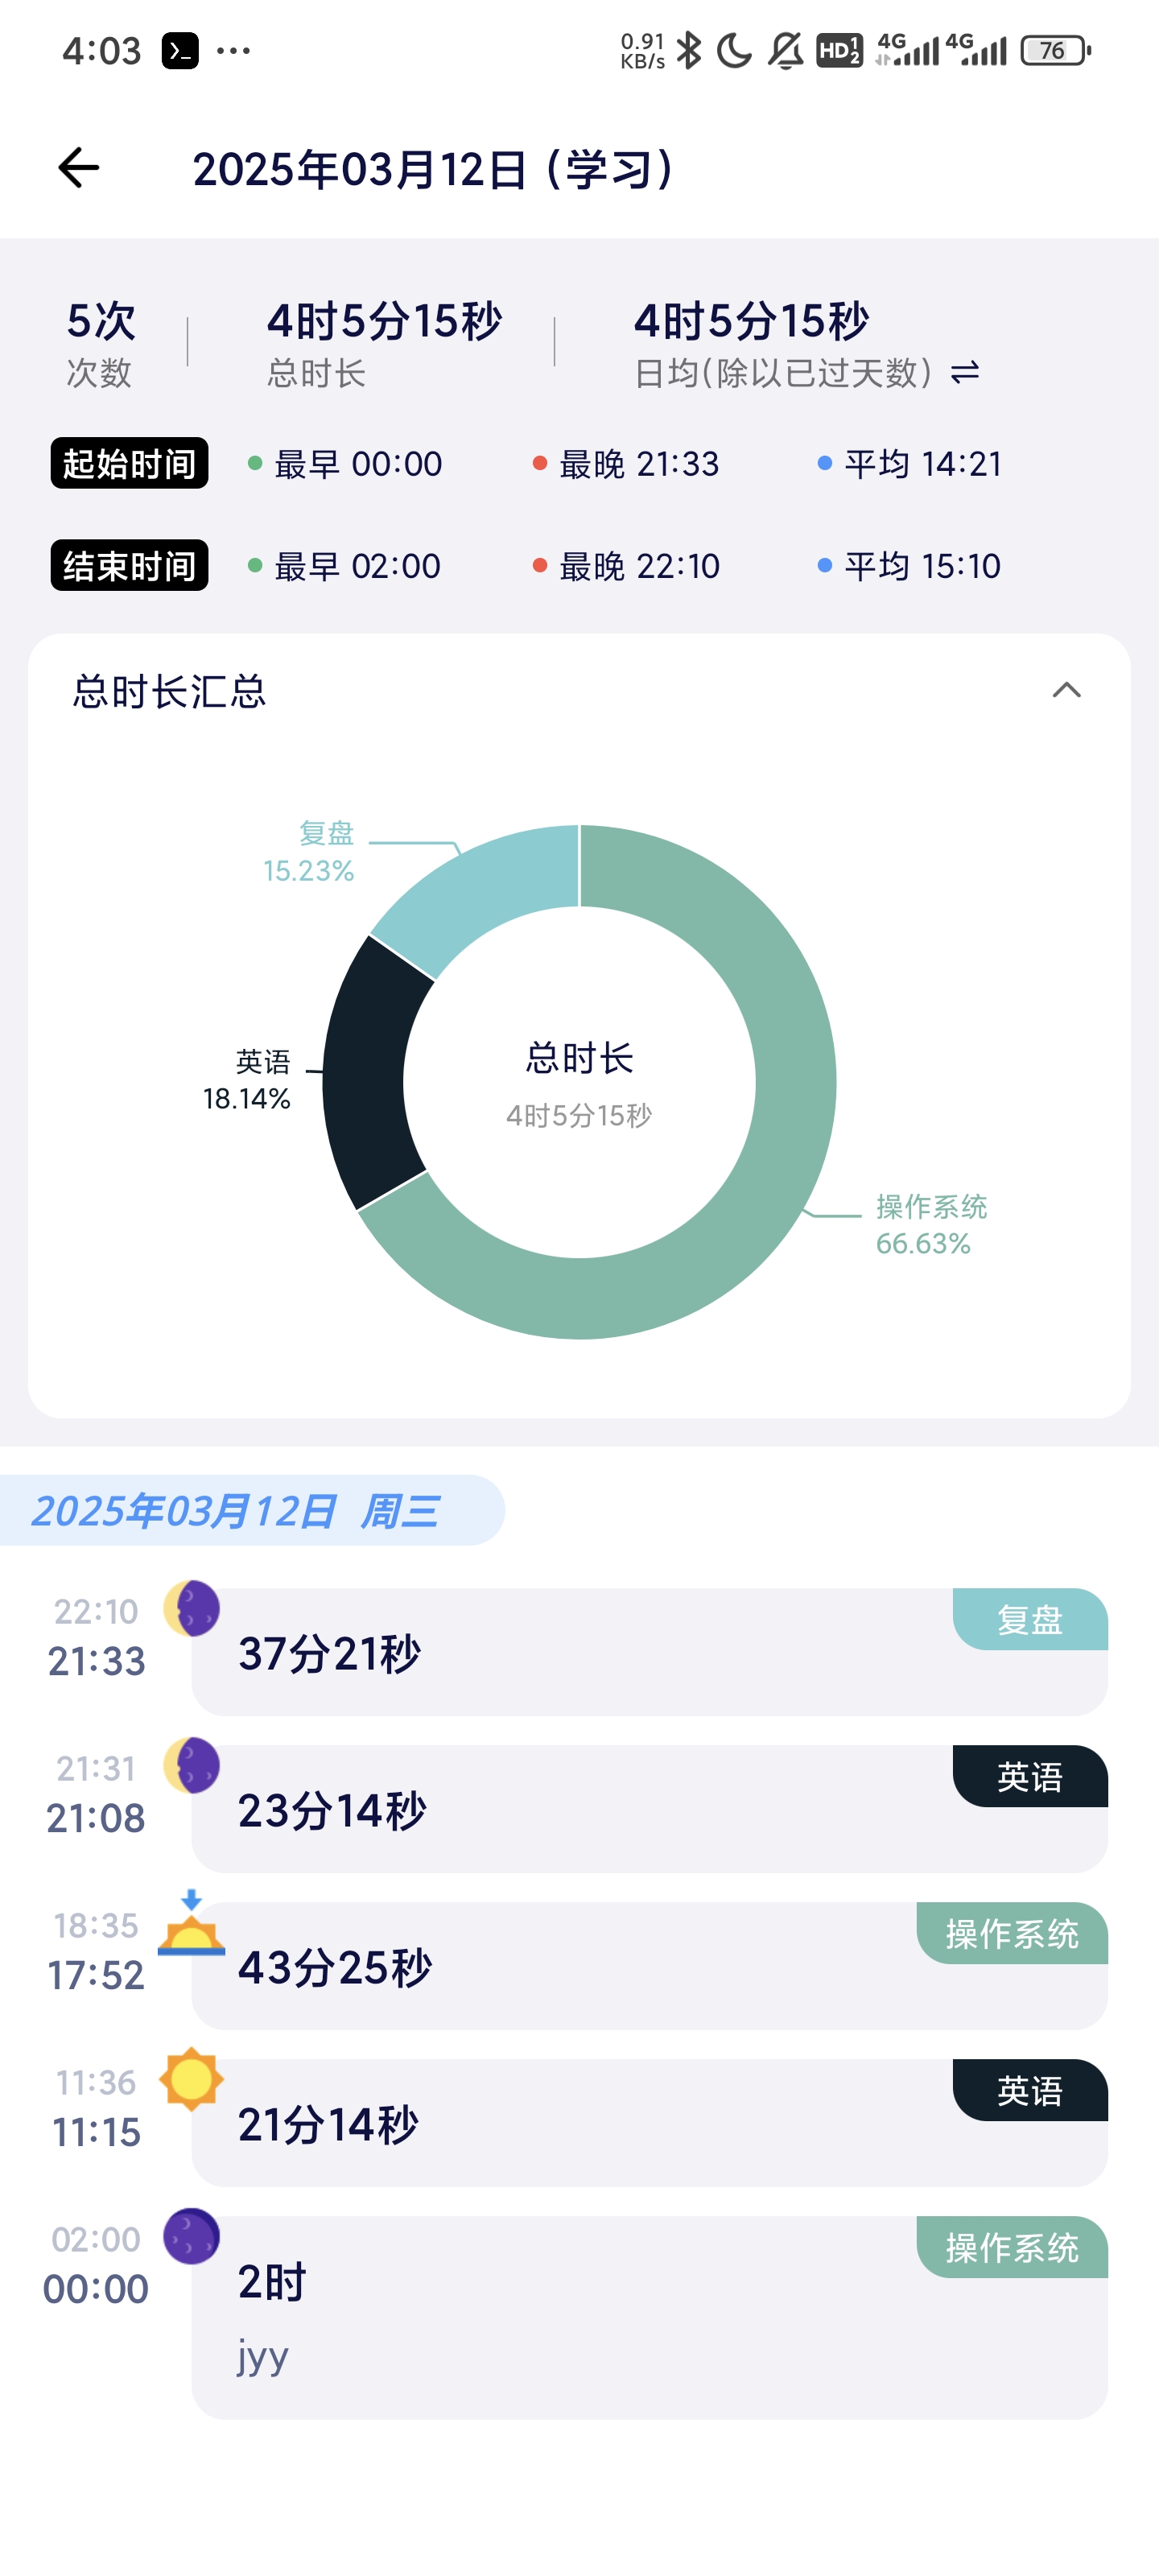 4:03
0.91 KB/s HD 1 2 4G 4G 76
2025年03月12日（学习）
5次 4时5分15秒 4时5分15秒
次数 总时长 日均(除以已过天数)
起始时间 最早 00:00 最晚 21:33 平均 14:21
结束时间 最早 02:00 最晚 22:10 平均 15:10
总时长汇总
复盘
15.23%
英语
18.14%
总时长
4时5分15秒
操作系统
66.63%
2025年03月12日 周三
22:10
21:33
37分21秒
复盘
21:31
21:08
23分14秒
英语
18:35
17:52
43分25秒
操作系统
11:36
11:15
21分14秒
英语
02:00
00:00
2时
操作系统
jyy